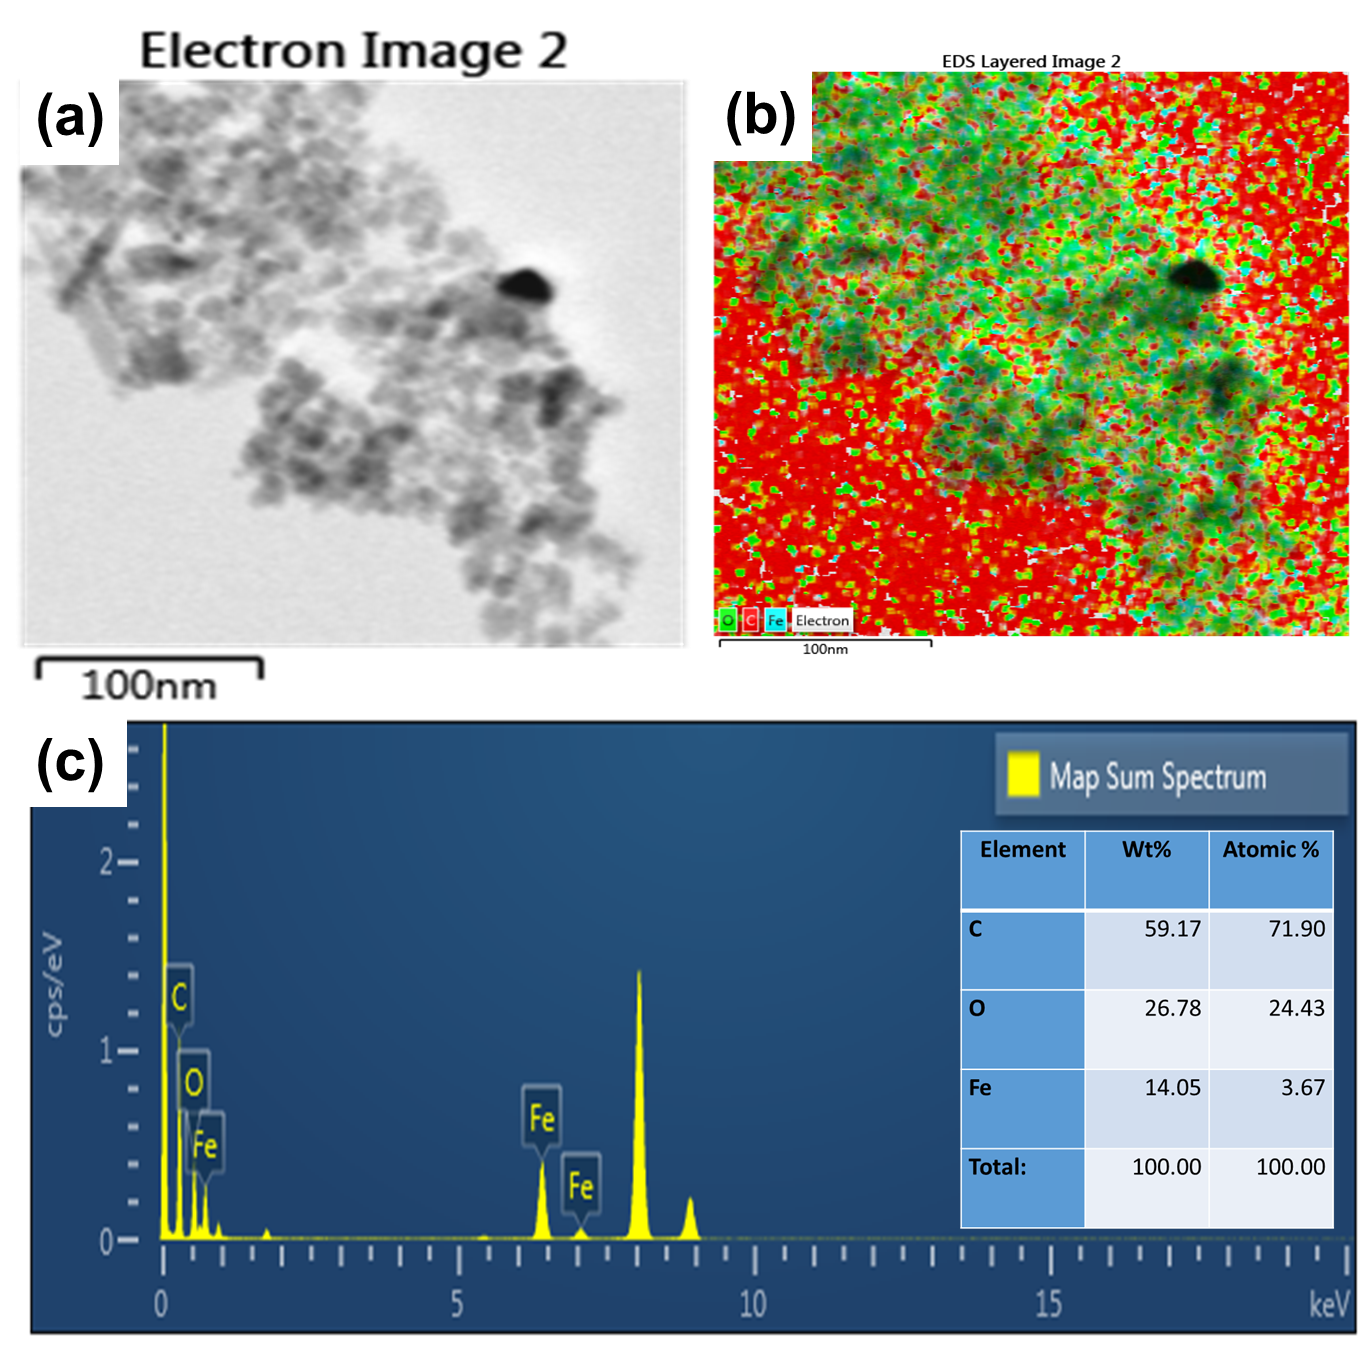 Electron Image 2
(a)
100nm
EDS Layered Image 2
(b)
O C Fe Electron
100nm
(c)
Map Sum Spectrum
Element Wt% Atomic %
C 59.17 71.90
O 26.78 24.43
Fe 14.05 3.67
Total: 100.00 100.00
cps/eV
2
1
0
C
O
Fe
Fe
Fe
0 5 10 15 keV